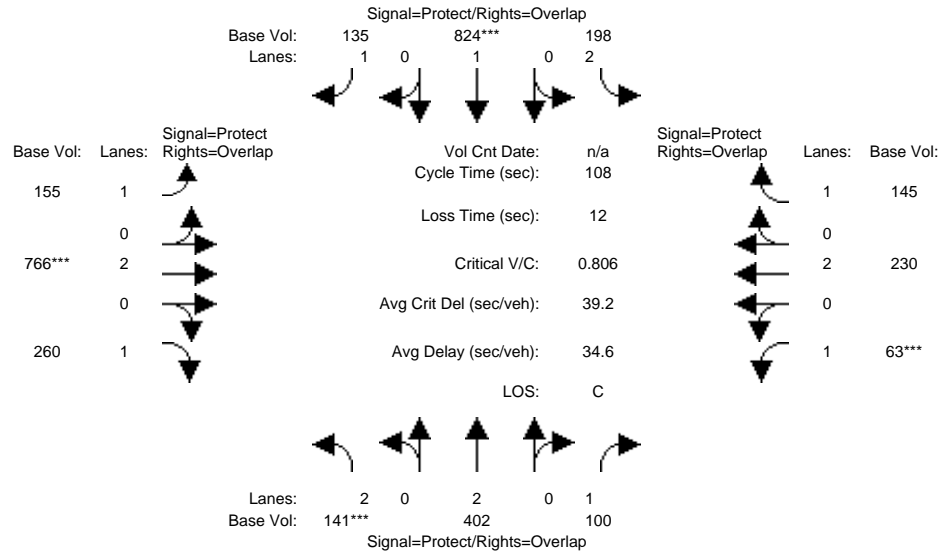 Signal=Protect/Rights=Overlap
Base Vol: 135 824*** 198
Lanes: 1 0 1 0 2
Signal=Protect
Base Vol: Lanes: Rights=Overlap
Vol Cnt Date: n/a
Signal=Protect
Rights=Overlap Lanes: Base Vol:
Cycle Time (sec): 108
155 1
1 145
Loss Time (sec): 12
0
0
766*** 2
Critical V/C: 0.806
2 230
0
Avg Crit Del (sec/veh): 39.2
0
260 1
Avg Delay (sec/veh): 34.6
1 63***
LOS: C
Lanes: 2 0 2 0 1
Base Vol: 141*** 402 100
Signal=Protect/Rights=Overlap